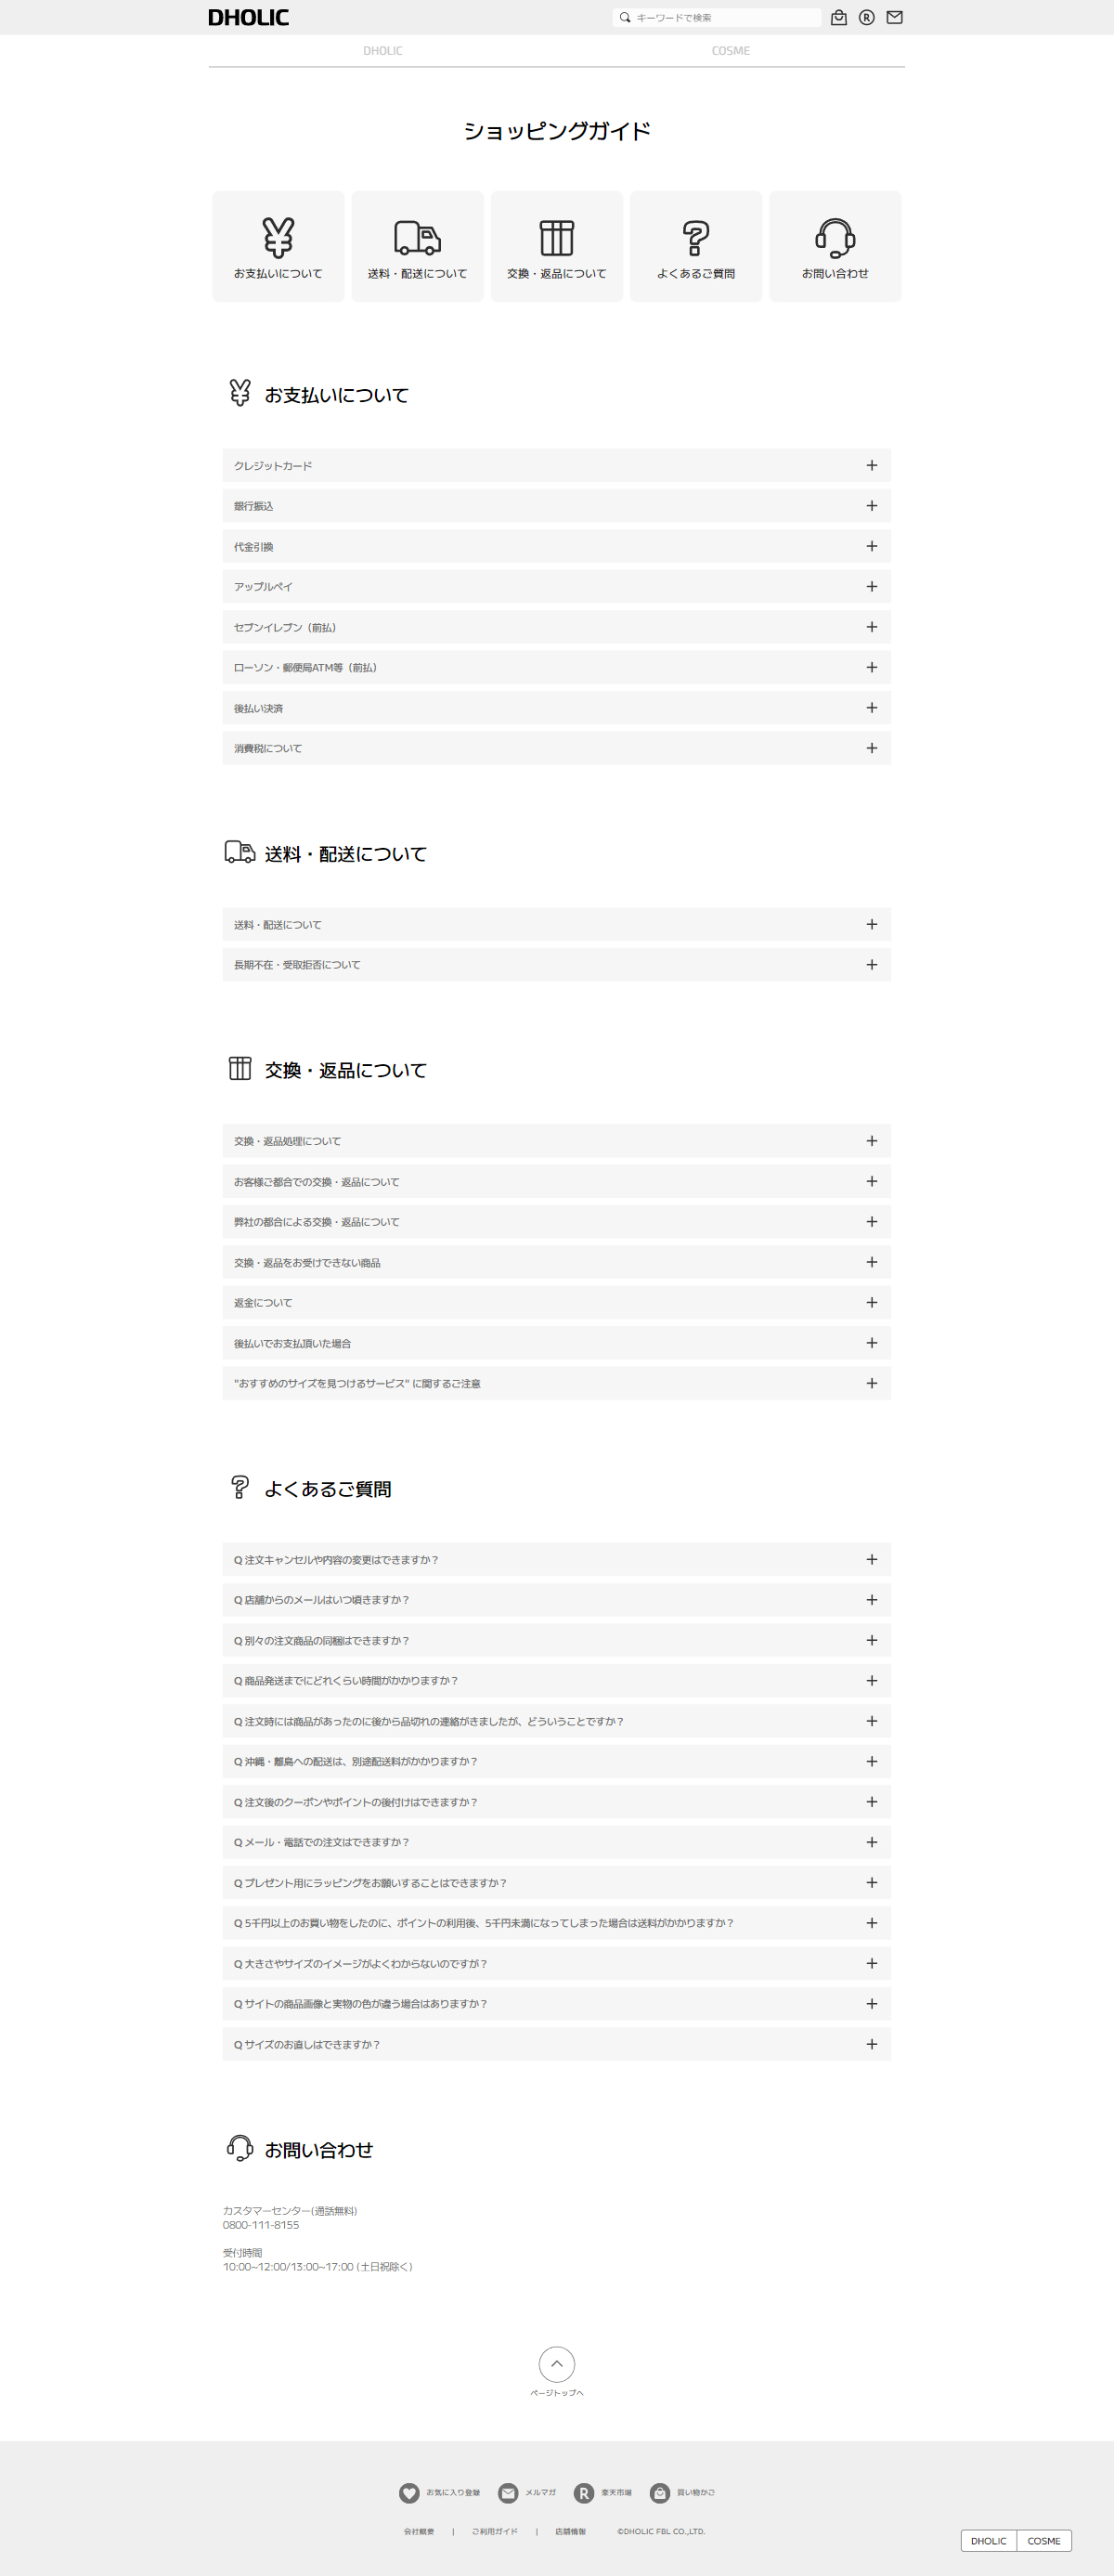 DHOLIC
キーワードで検索
DHOLIC
COSME
ショッピングガイド
お支払いについて
送料・配送について
交換・返品について
よくあるご質問
お問い合わせ
お支払いについて
クレジットカード
銀行振込
代金引換
アップルペイ
セブンイレブン（前払）
ローソン・郵便局ATM等（前払）
後払い決済
消費税について
送料・配送について
送料・配送について
長期不在・受取拒否について
交換・返品について
交換・返品処理について
お客様ご都合での交換・返品について
弊社の都合による交換・返品について
交換・返品をお受けできない商品
返金について
後払いでお支払頂いた場合
"おすすめのサイズを見つけるサービス" に関するご注意
よくあるご質問
Q 注文キャンセルや内容の変更はできますか？
Q 店舗からのメールはいつ頃きますか？
Q 別々の注文商品の同梱はできますか？
Q 商品発送までにどれくらい時間がかかりますか？
Q 注文時には商品があったのに後から品切れの連絡がきましたが、どういうことですか？
Q 沖縄・離島への配送は、別途配送料がかかりますか？
Q 注文後のクーポンやポイントの後付けはできますか？
Q メール・電話での注文はできますか？
Q プレゼント用にラッピングをお願いすることはできますか？
Q 5千円以上のお買い物をしたのに、ポイントの利用後、5千円未満になってしまった場合は送料がかかりますか？
Q 大きさやサイズのイメージがよくわからないのですが？
Q サイトの商品画像と実物の色が違う場合はありますか？
Q サイズのお直しはできますか？
お問い合わせ
カスタマーセンター(通話無料)
0800-111-8155
受付時間
10:00~12:00/13:00~17:00 (土日祝除く)
ページトップへ
お気に入り登録
メルマガ
楽天市場
買い物かご
会社概要 | ご利用ガイド | 店舗情報 ©DHOLIC FBL CO.,LTD.
DHOLIC
COSME